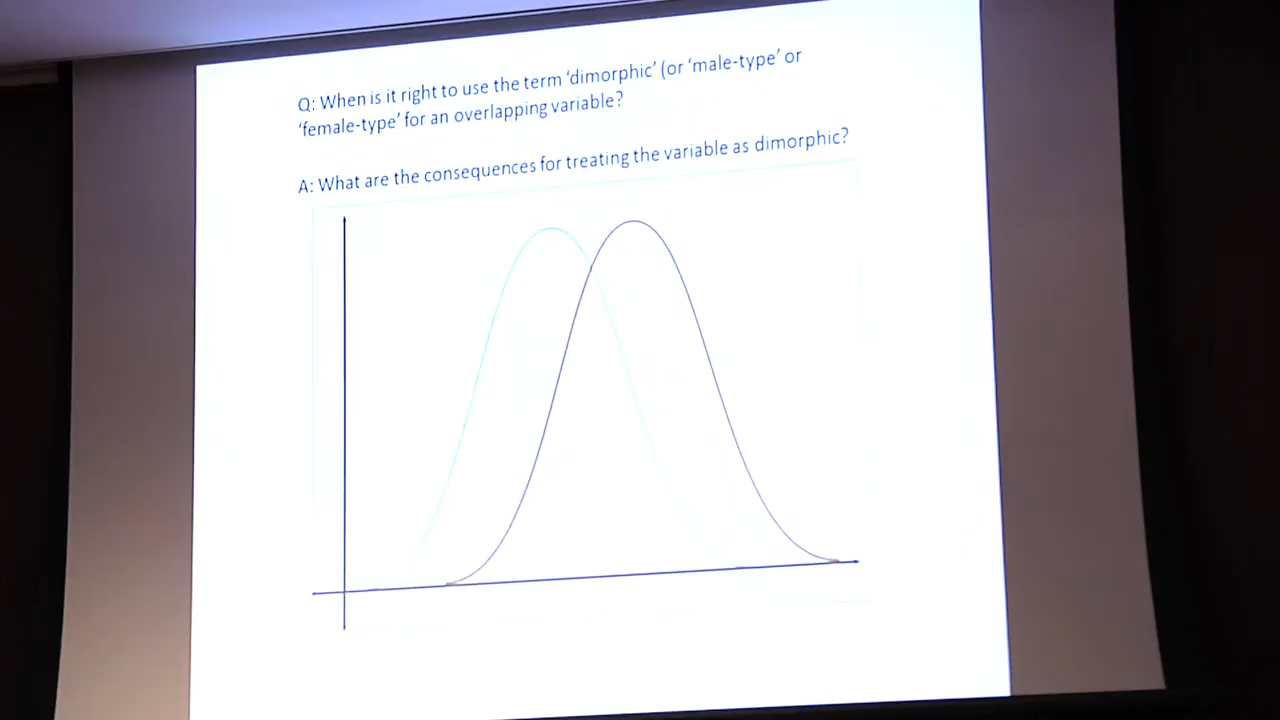 Q: When is it right to use the term ‘dimorphic’ (or ‘male-type’ or
‘female-type’ for an overlapping variable?
A: What are the consequences for treating the variable as dimorphic?